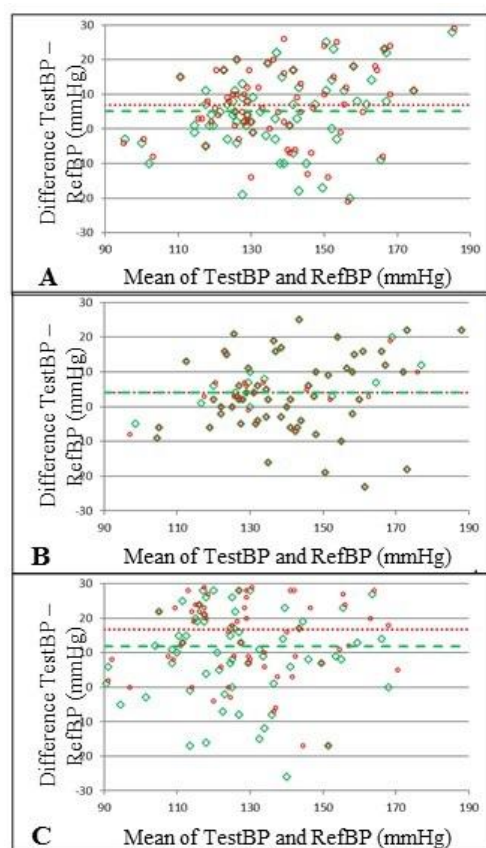 Difference TestBP –
RefBP (mmHg)
30
20
10
0
-10
-20
-30
90 110 130 150 170 190
A Mean of TestBP and RefBP (mmHg)
Difference TestBP –
RefBP (mmHg)
30
20
10
0
-10
-20
-30
90 110 130 150 170 190
B Mean of TestBP and RefBP (mmHg)
Difference TestBP –
RefBP (mmHg)
30
20
10
0
-10
-20
-30
90 110 130 150 170 190
C Mean of TestBP and RefBP (mmHg)